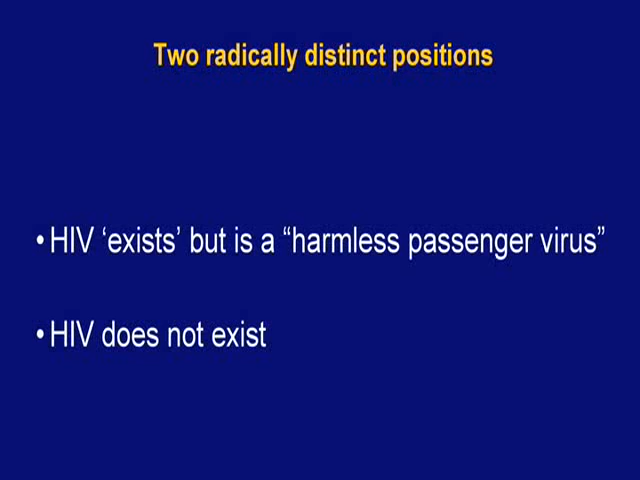 Two radically distinct positions
• HIV ‘exists’ but is a “harmless passenger virus”
• HIV does not exist